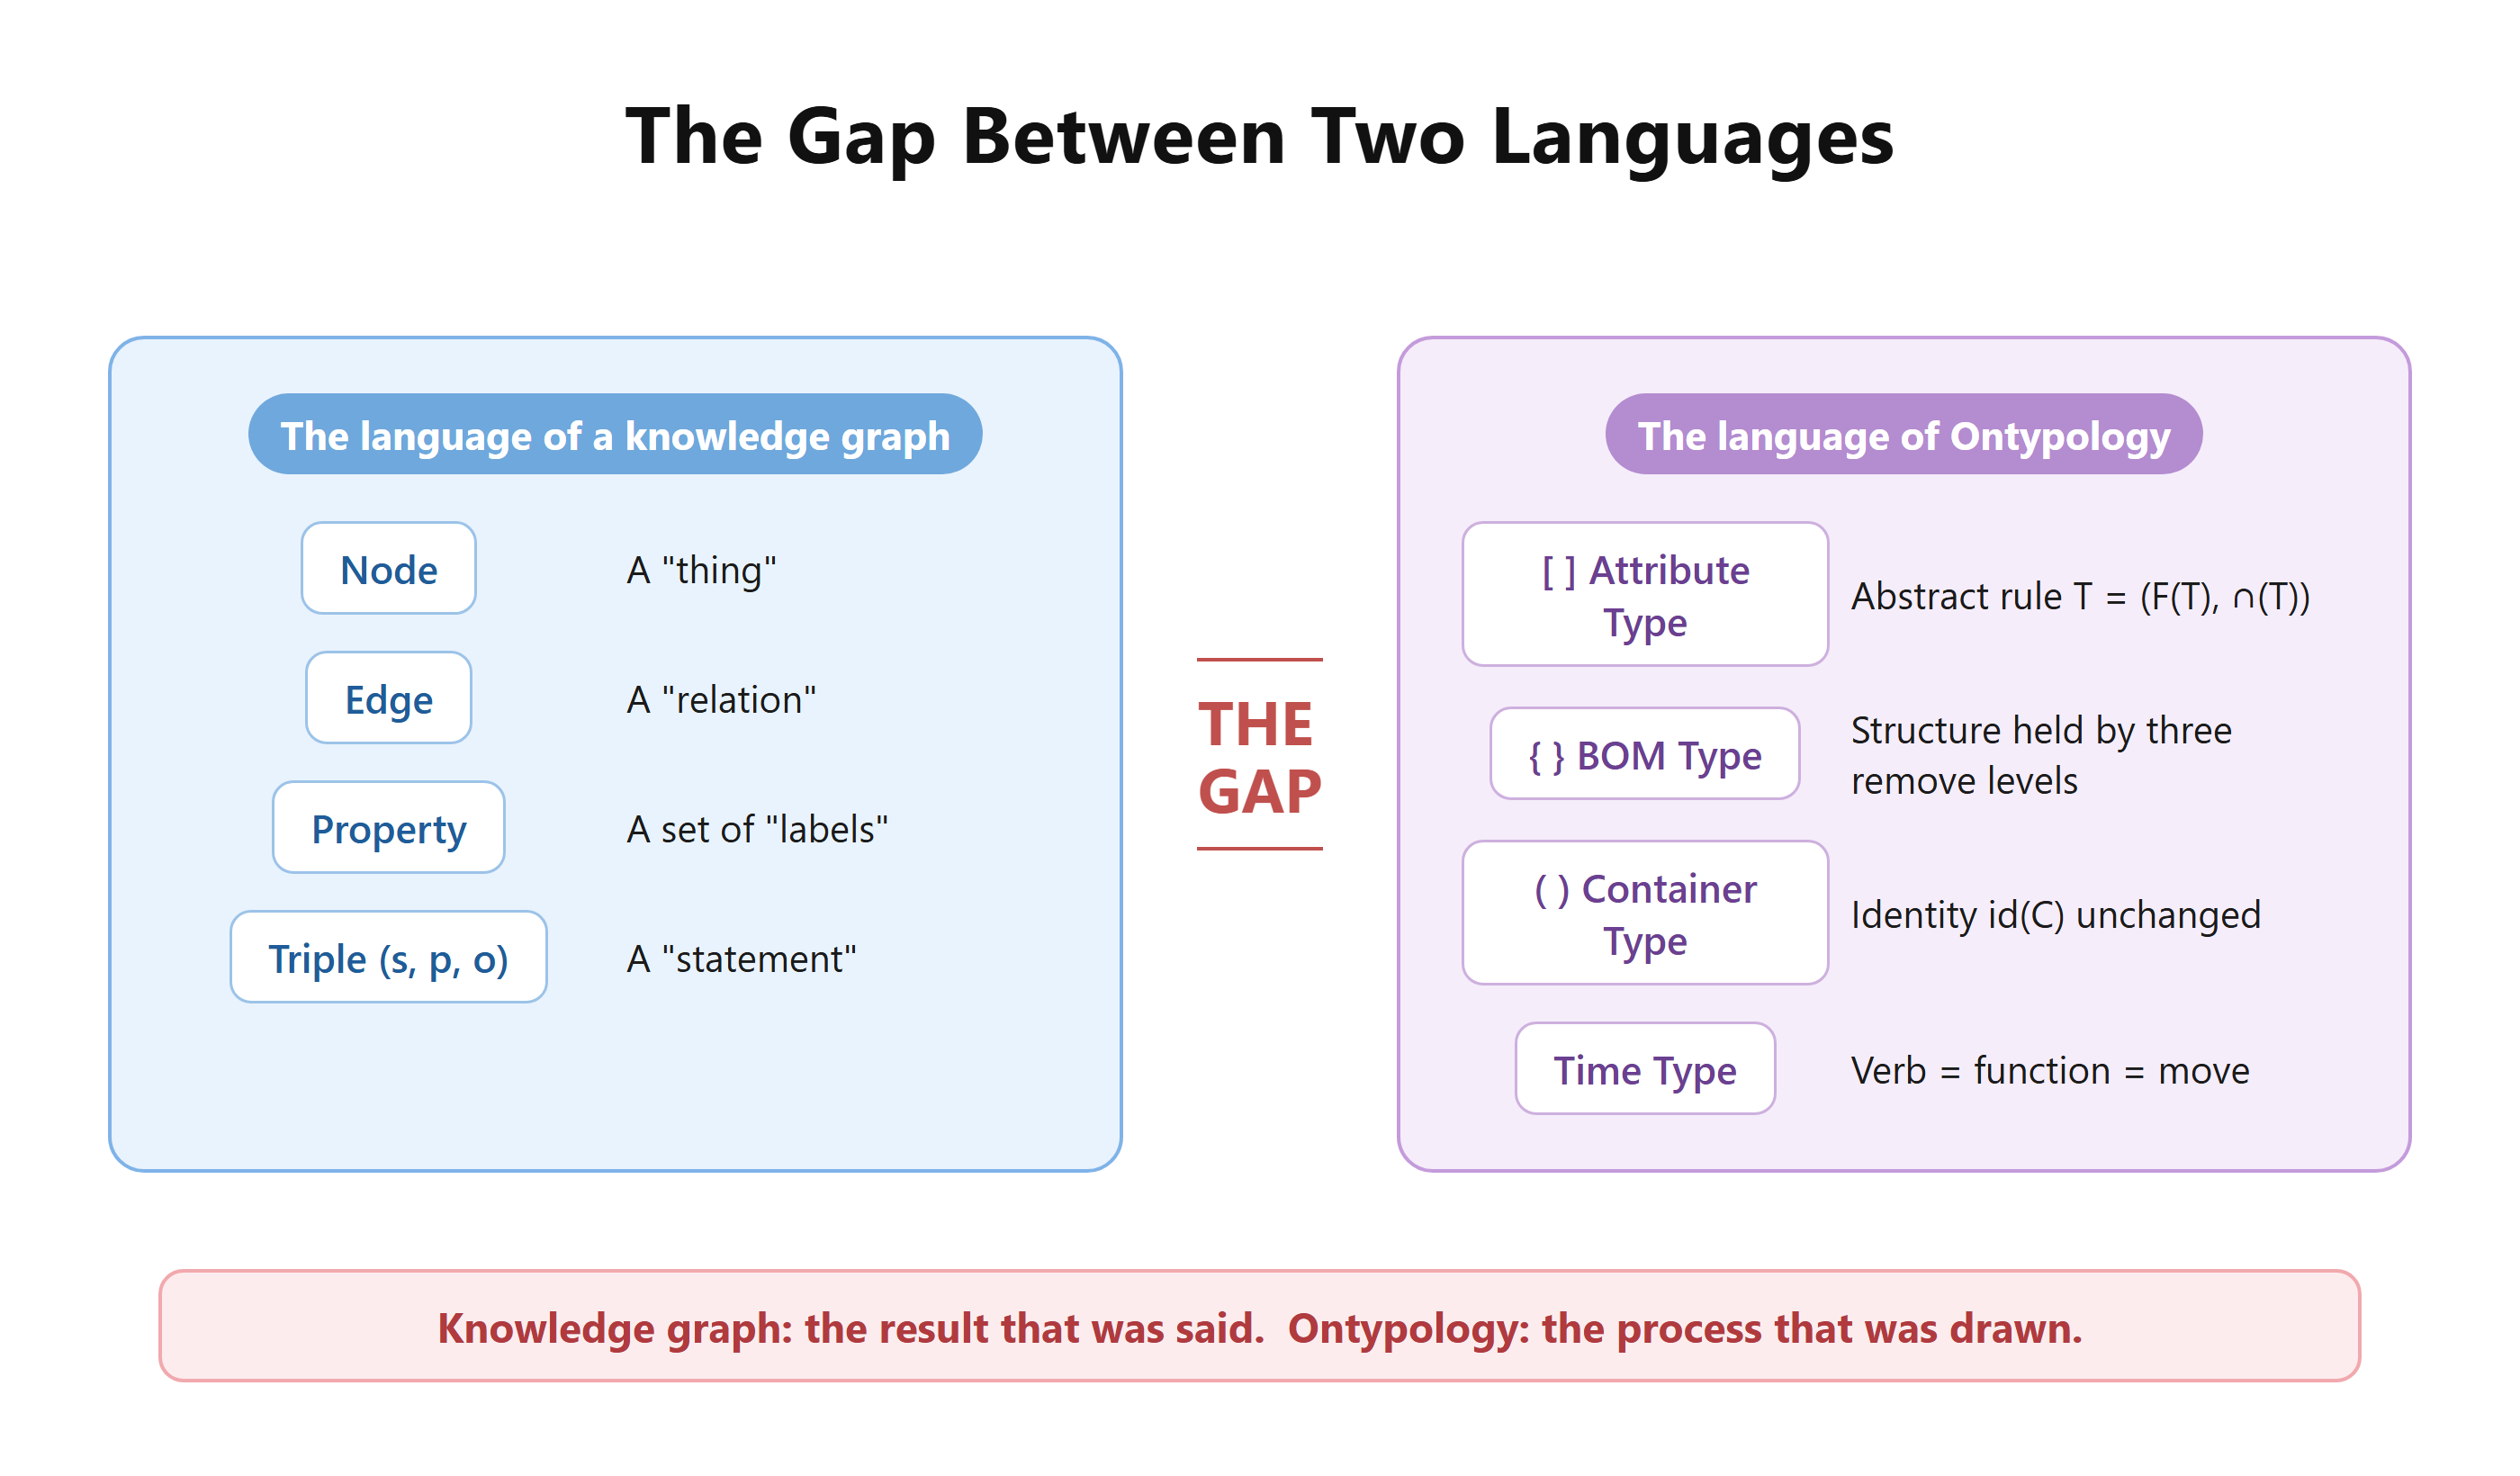 The Gap Between Two Languages
The language of a knowledge graph
Node
A "thing"
Edge
A "relation"
Property
A set of "labels"
Triple (s, p, o)
A "statement"
THE
GAP
The language of Ontypology
[ ] Attribute
Type
Abstract rule T = (F(T), ∩(T))
{ } BOM Type
Structure held by three
remove levels
( ) Container
Type
Identity id(C) unchanged
Time Type
Verb = function = move
Knowledge graph: the result that was said. Ontypology: the process that was drawn.